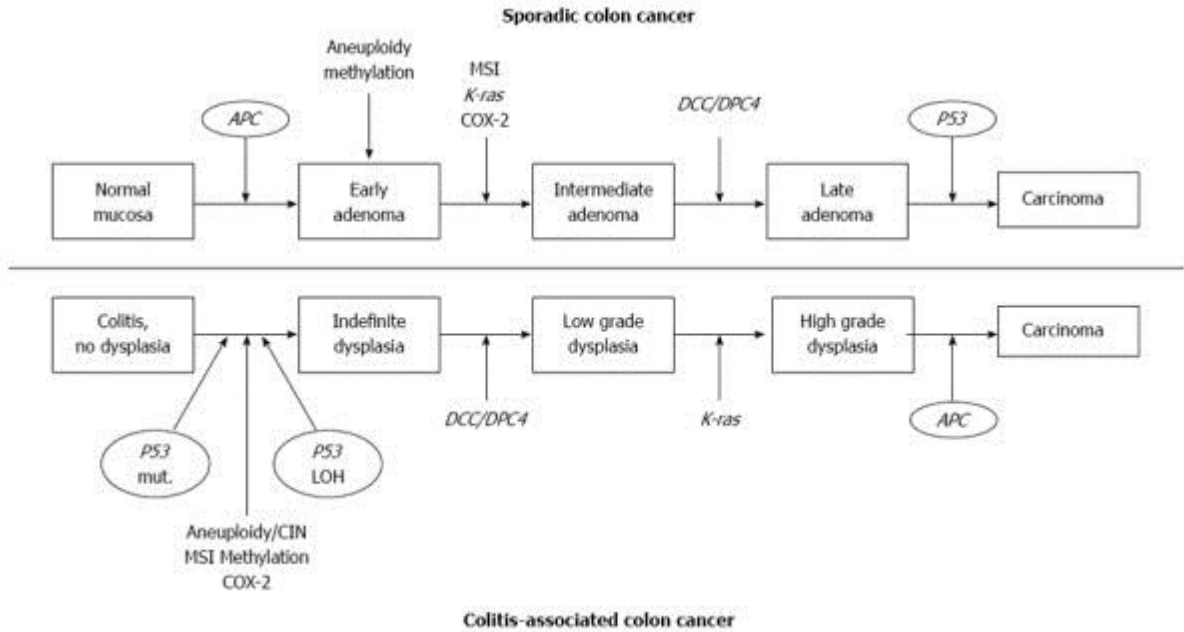 Sporadic colon cancer
Aneuploidy
methylation
MSI
K-ras
COX-2
DCC/DPC4
APC
P53
Normal
mucosa
Early
adenoma
Intermediate
adenoma
Late
adenoma
Carcinoma
Colitis,
no dysplasia
Indefinite
dysplasia
Low grade
dysplasia
High grade
dysplasia
Carcinoma
P53
mut.
P53
LOH
DCC/DPC4
K-ras
APC
Aneuploidy/CIN
MSI Methylation
COX-2
Colitis-associated colon cancer